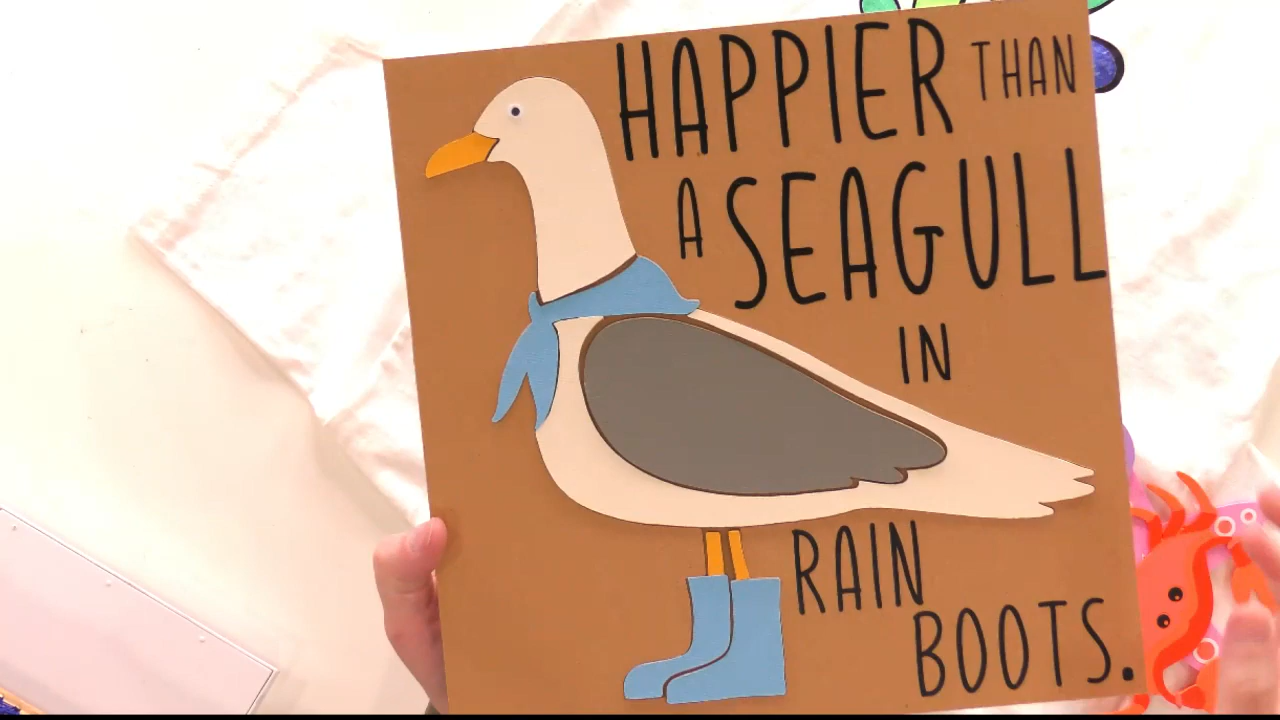 HAPPIER THAN
A SEAGULL
IN
RAIN
BOOTS.